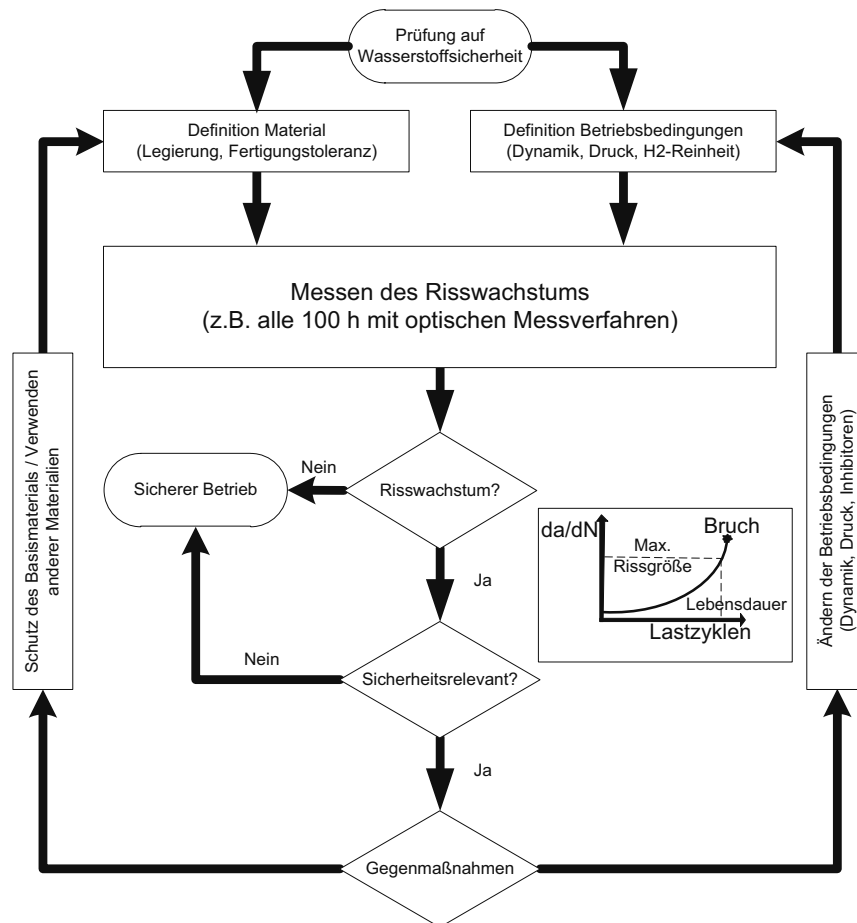 Prüfung auf
Wasserstoffsicherheit
Definition Material
(Legierung, Fertigungstoleranz)
Definition Betriebsbedingungen
(Dynamik, Druck, H2-Reinheit)
Messen des Risswachstums
(z.B. alle 100 h mit optischen Messverfahren)
Schutz des Basismaterials / Verwenden
anderer Materialien
Ändern der Betriebsbedingungen
(Dynamik, Druck, Inhibitoren)
Risswachstum?
Nein
Sicherer Betrieb
Ja
da/dN
Bruch
Max.
Rissgröße
Lebensdauer
Lastzyklen
Sicherheitsrelevant?
Nein
Ja
Gegenmaßnahmen